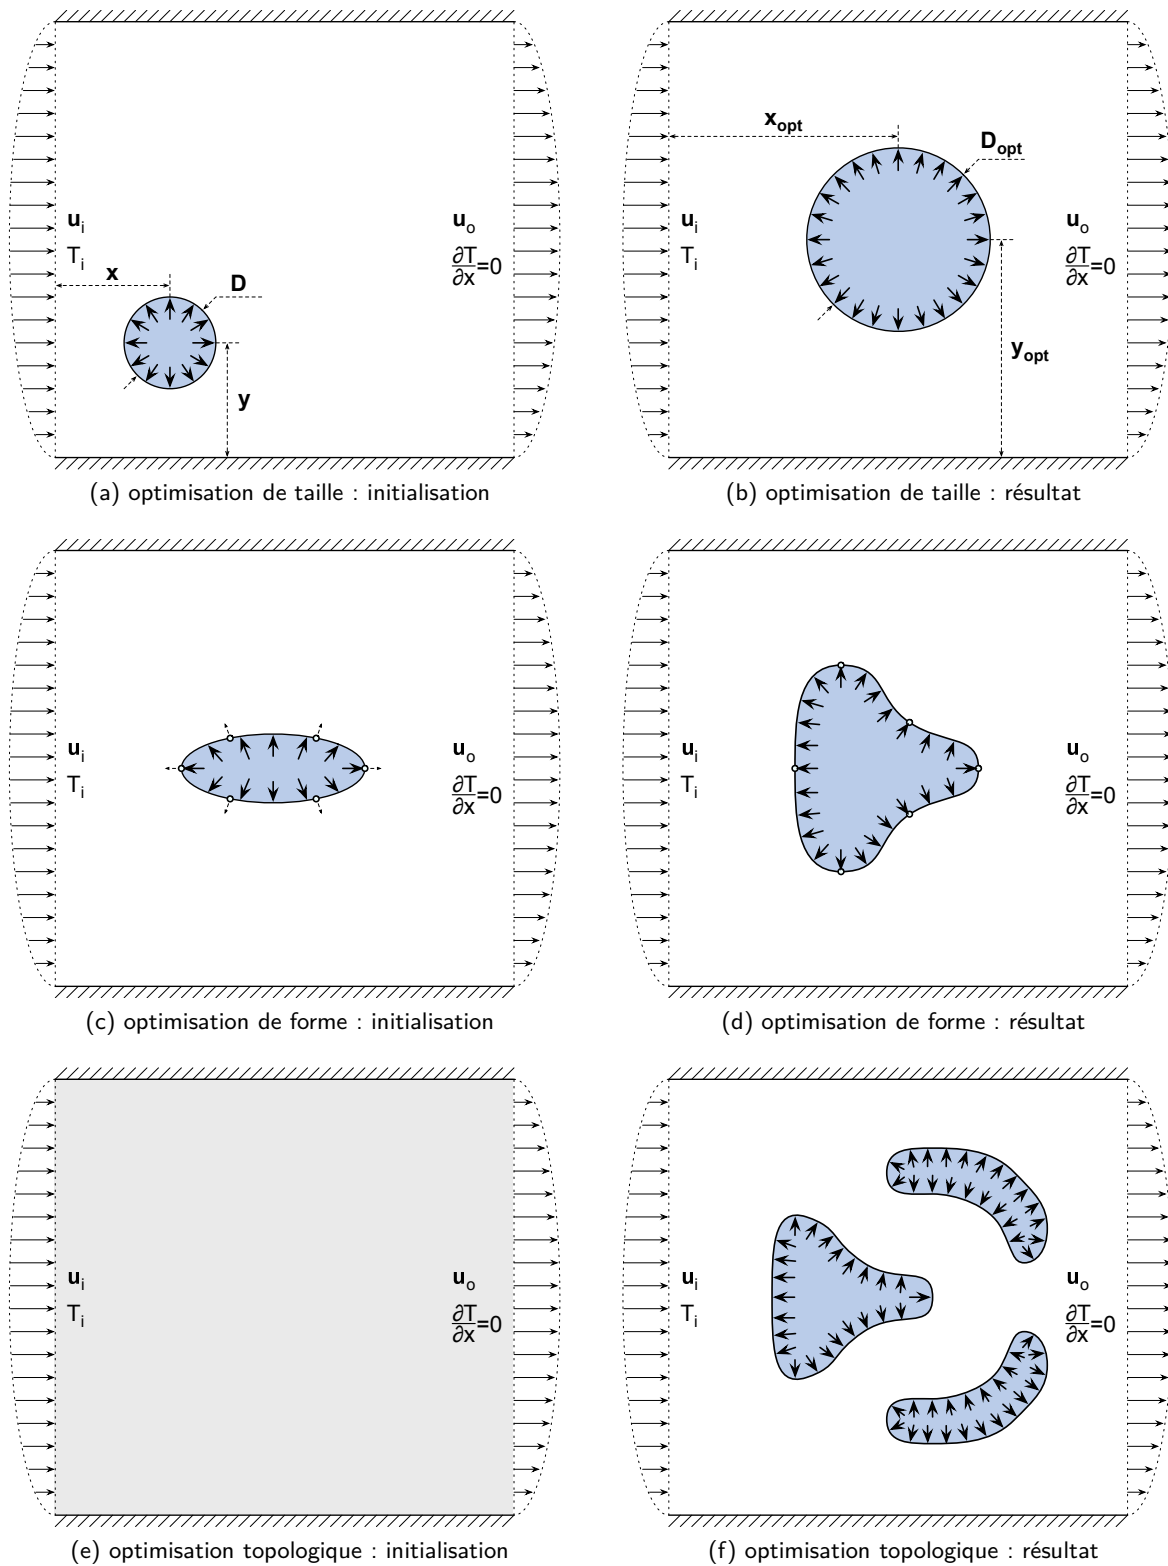 u_i
T_i
x
D
y
u_o
∂T/∂x=0
(a) optimisation de taille : initialisation
x_opt
D_opt
u_i
T_i
y_opt
u_o
∂T/∂x=0
(b) optimisation de taille : résultat
u_i
T_i
u_o
∂T/∂x=0
(c) optimisation de forme : initialisation
u_i
T_i
u_o
∂T/∂x=0
(d) optimisation de forme : résultat
u_i
T_i
u_o
∂T/∂x=0
(e) optimisation topologique : initialisation
u_i
T_i
u_o
∂T/∂x=0
(f) optimisation topologique : résultat